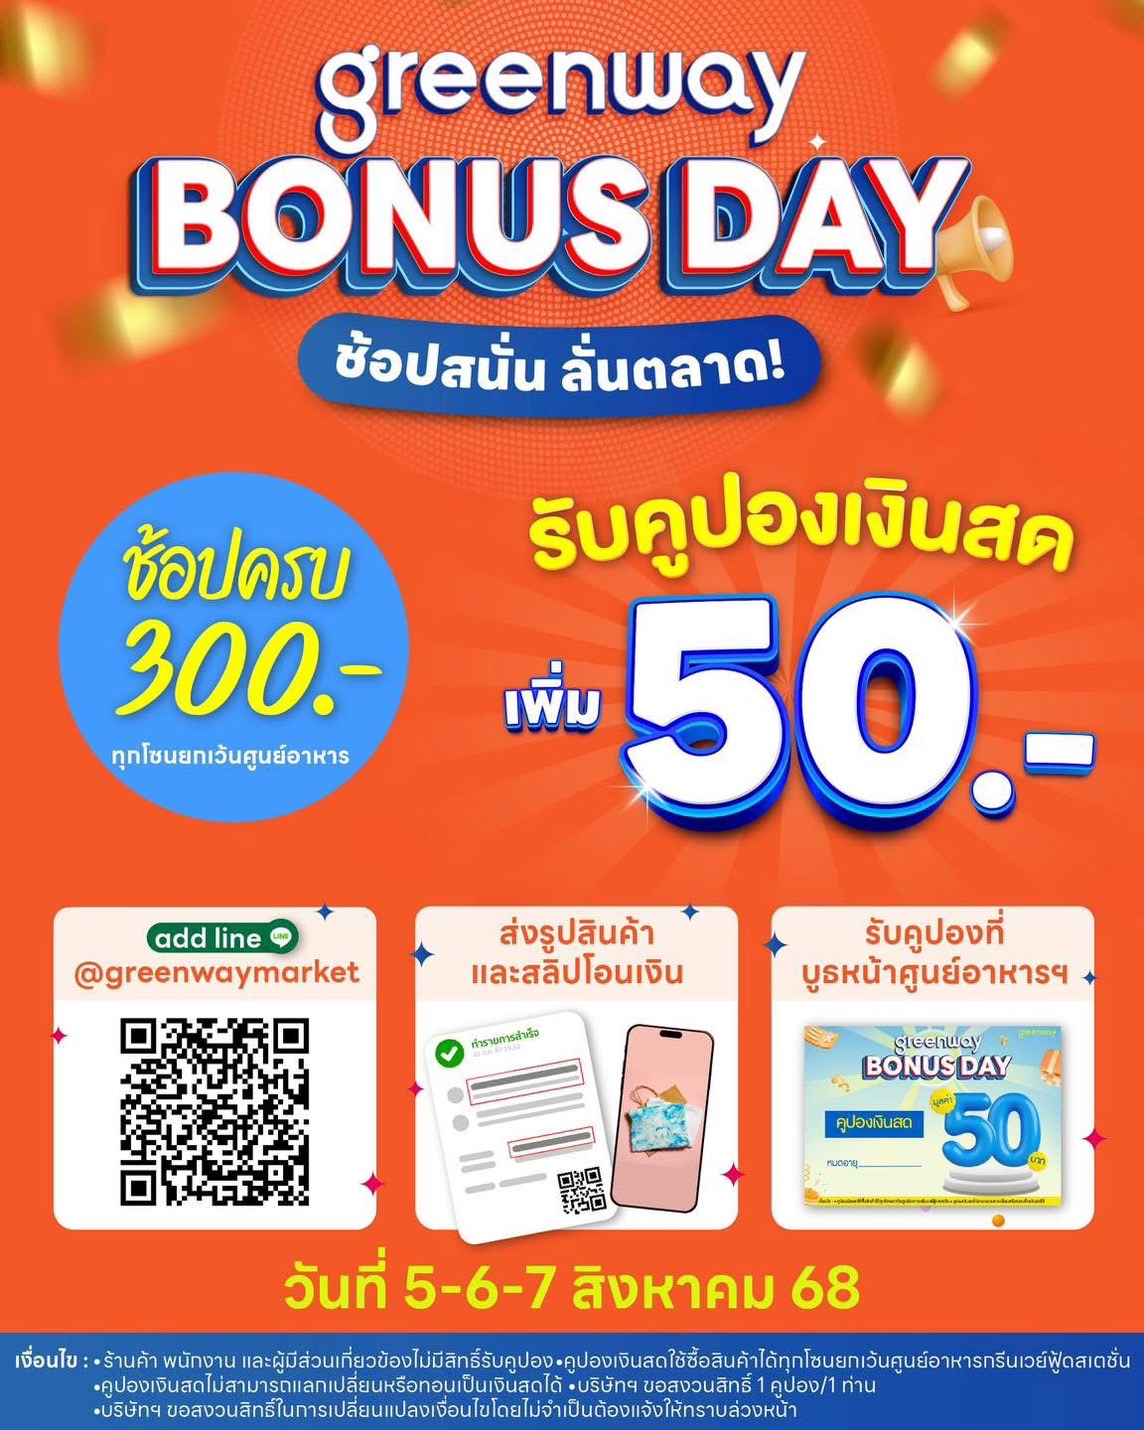 greenway
BONUS DAY
ช้อปสนั่น ลั่นตลาด!
ช้อปครบ
300.-
ทุกโซนยกเว้นศูนย์อาหาร
รับคูปองเงินสด
เพิ่ม 50.-
add line LINE
@greenwaymarket
ส่งรูปสินค้า
และสลิปโอนเงิน
ทำรายการสำเร็จ
รับคูปองที่
บูธหน้าศูนย์อาหารฯ
greenway
greenway
BONUS DAY
คูปองเงินสด
มูลค่า
50
บาท
หมดอายุ
วันที่ 5-6-7 สิงหาคม 68
เงื่อนไข : •ร้านค้า พนักงาน และผู้มีส่วนเกี่ยวข้องไม่มีสิทธิ์รับคูปอง •คูปองเงินสดใช้ซื้อสินค้าได้ทุกโซนยกเว้นศูนย์อาหารกรีนเวย์ฟู้ดสเตชั่น
•คูปองเงินสดไม่สามารถแลกเปลี่ยนหรือทอนเป็นเงินสดได้ •บริษัทฯ ขอสงวนสิทธิ์ 1 คูปอง/1 ท่าน
•บริษัทฯ ขอสงวนสิทธิ์ในการเปลี่ยนแปลงเงื่อนไขโดยไม่จำเป็นต้องแจ้งให้ทราบล่วงหน้า